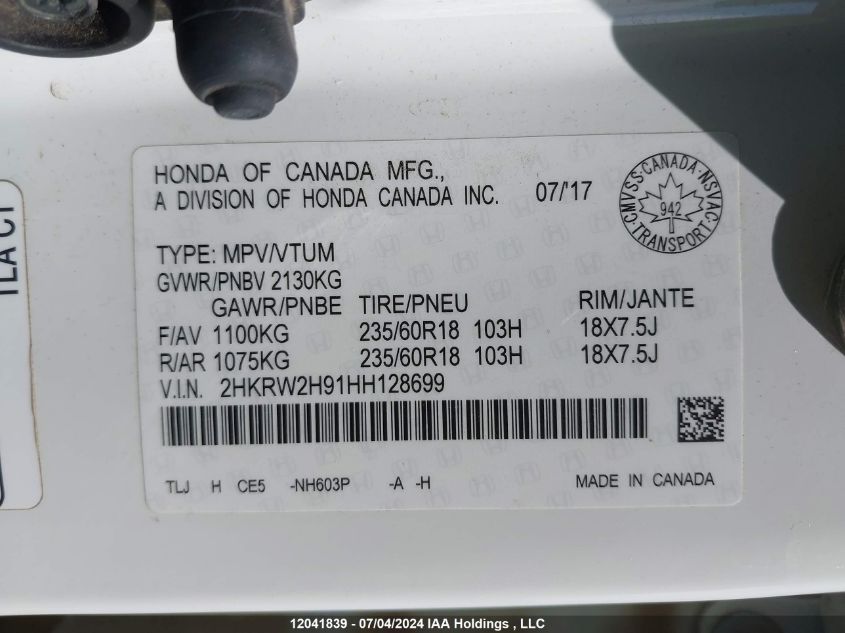 HONDA OF CANADA MFG.,
A DIVISION OF HONDA CANADA INC. 07/'17
CMVSS-CANADA-NSVAC-TRANSPORT-
942
TLA C1
TYPE: MPV/VTUM
GVWR/PNBV 2130KG
GAWR/PNBE TIRE/PNEU RIM/JANTE
F/AV 1100KG 235/60R18 103H 18X7.5J
R/AR 1075KG 235/60R18 103H 18X7.5J
V.I.N. 2HKRW2H91HH128699
TLJ H CE5 -NH603P -A -H MADE IN CANADA
12041839 - 07/04/2024 IAA Holdings , LLC